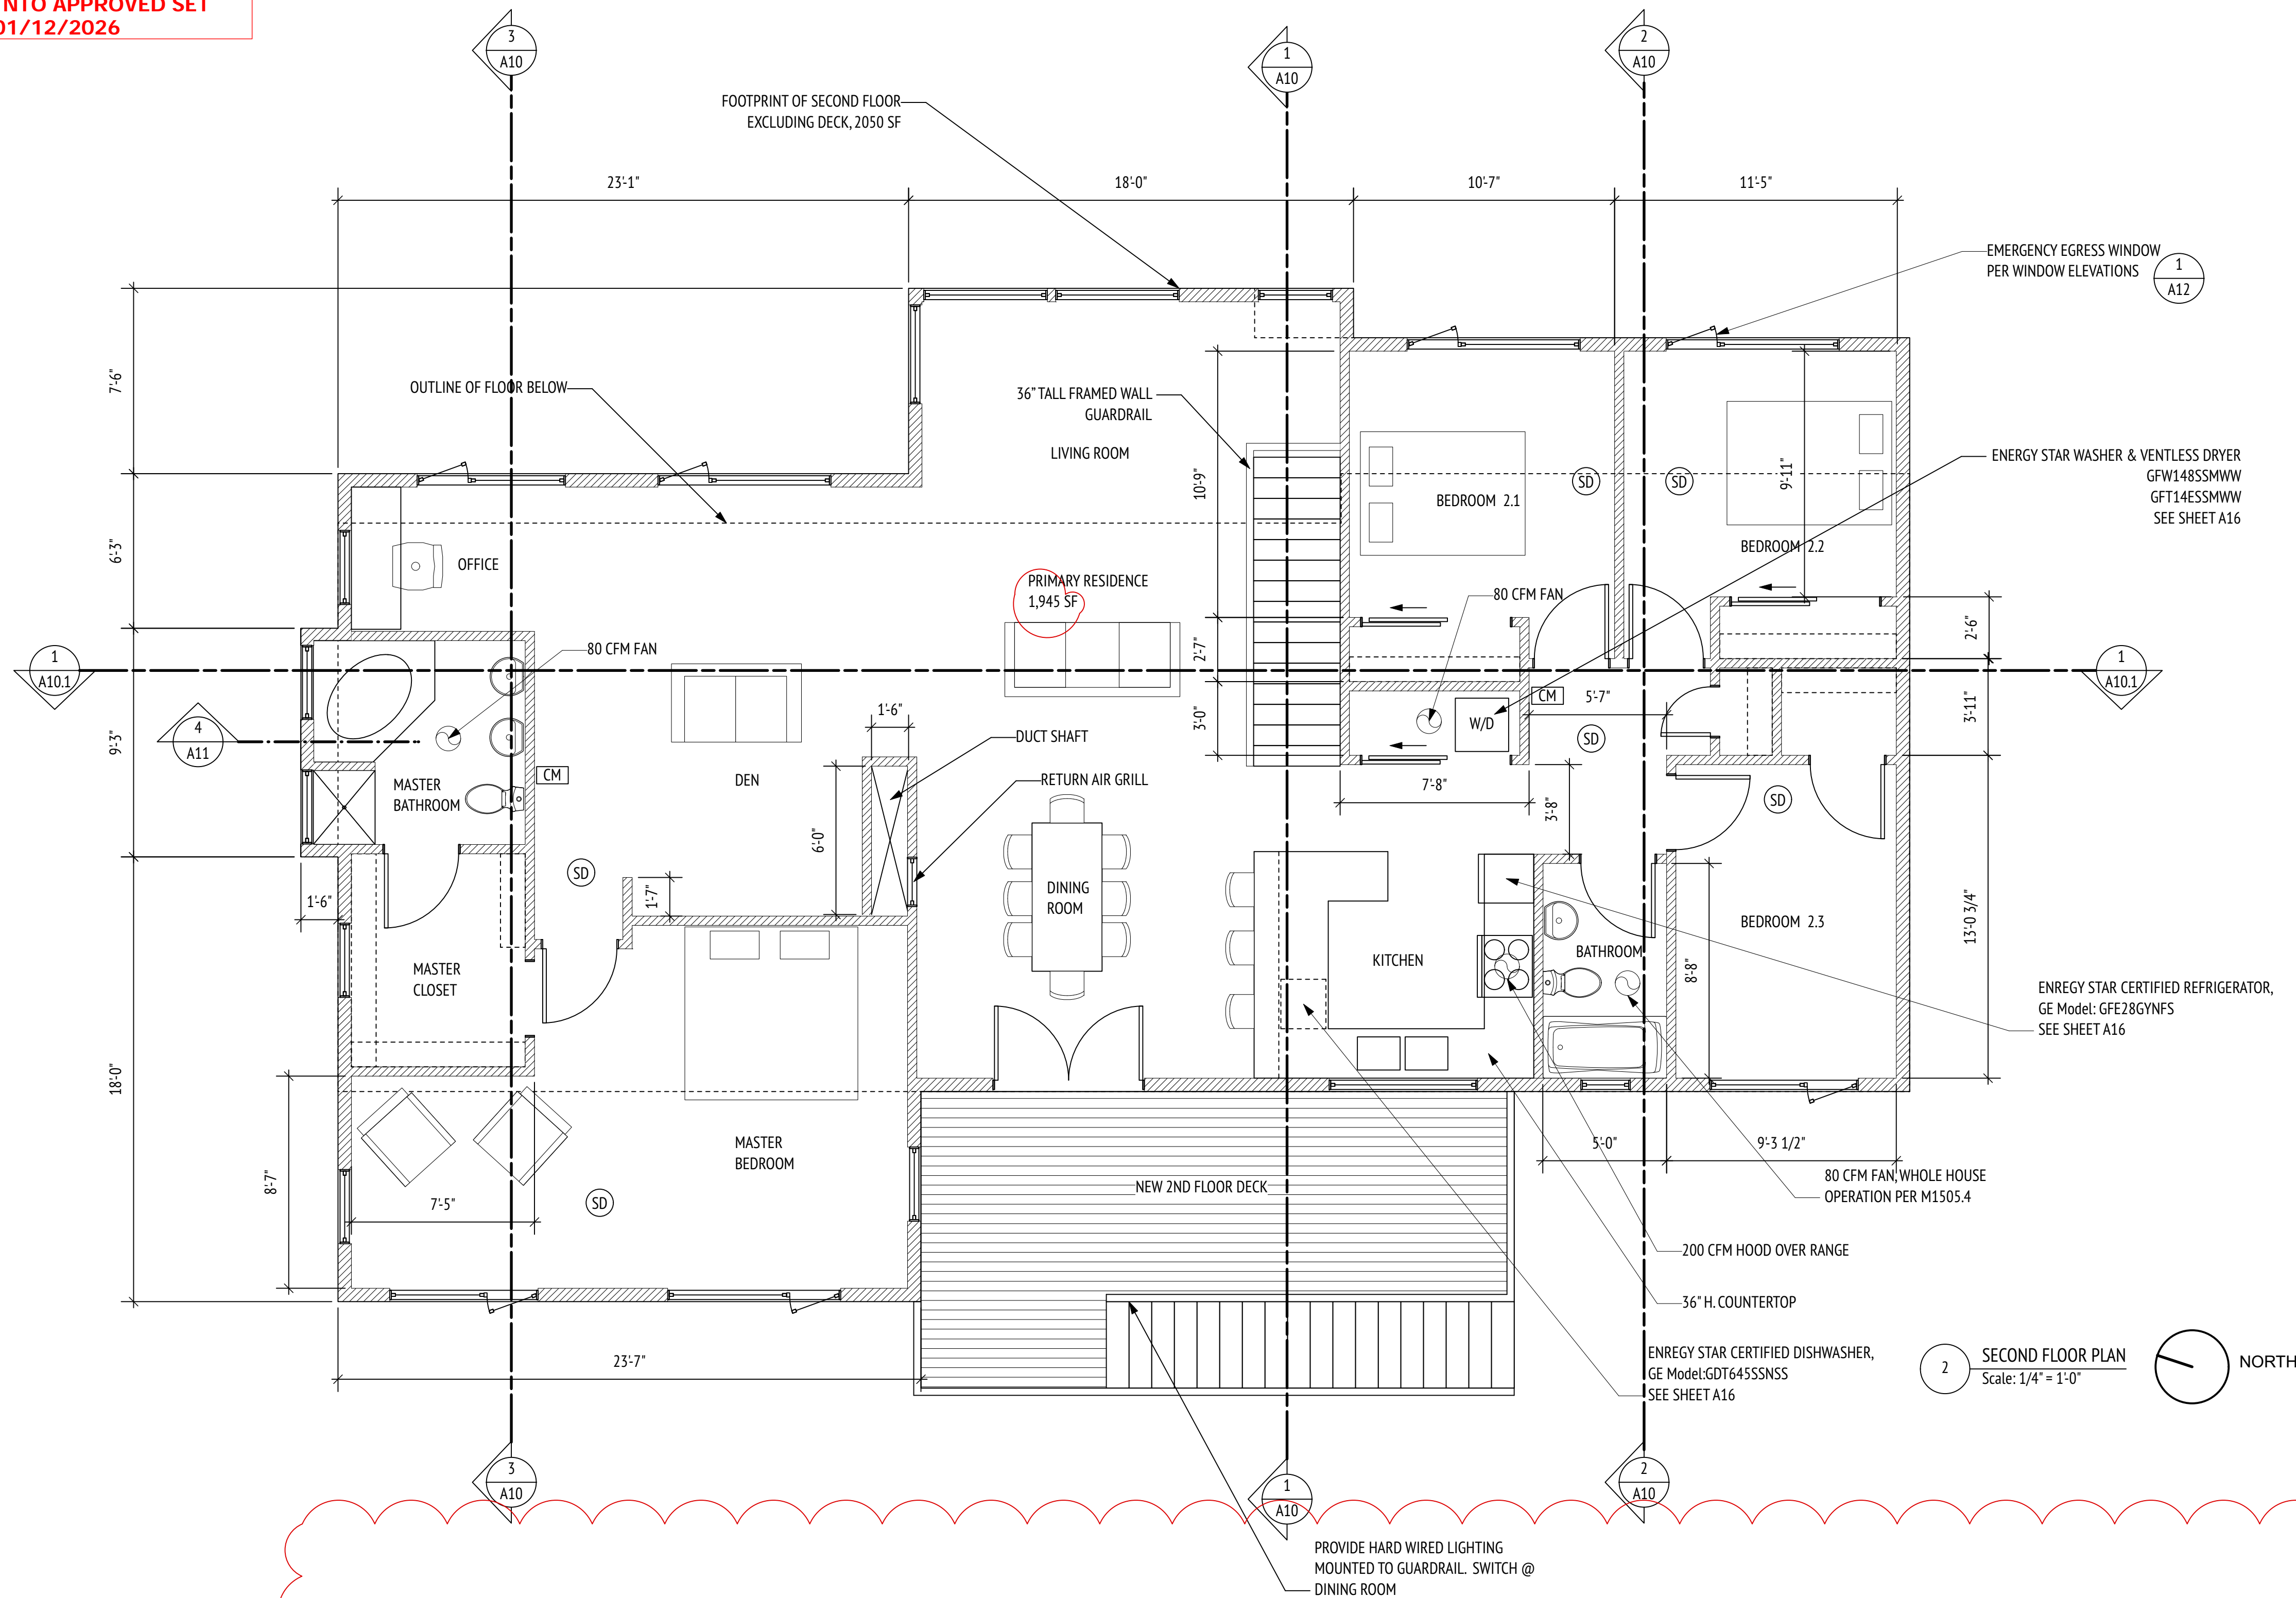 NTO APPROVED SET
01/12/2026
3
A10
1
A10
2
A10
FOOTPRINT OF SECOND FLOOR
EXCLUDING DECK, 2050 SF
23'-1"
18'-0"
10'-7"
11'-5"
EMERGENCY EGRESS WINDOW
PER WINDOW ELEVATIONS
1
A12
7'-6"
OUTLINE OF FLOOR BELOW
36" TALL FRAMED WALL
GUARDRAIL
LIVING ROOM
10'-9"
BEDROOM 2.1
SD
SD
9'-11"
BEDROOM 2.2
ENERGY STAR WASHER & VENTLESS DRYER
GFW148SSMWW
GFT14ESSMWW
SEE SHEET A16
6'-3"
OFFICE
PRIMARY RESIDENCE
1,945 SF
80 CFM FAN
80 CFM FAN
2'-7"
2'-6"
1
A10.1
1
A10.1
4
A11
9'-3"
1'-6"
3'-0"
W/D
CM
5'-7"
3'-11"
DUCT SHAFT
SD
MASTER
BATHROOM
CM
DEN
RETURN AIR GRILL
7'-8"
3'-8"
SD
6'-0"
SD
1'-7"
1'-6"
DINING
ROOM
BEDROOM 2.3
13'-0 3/4"
MASTER
CLOSET
KITCHEN
BATHROOM
8'-8"
ENREGY STAR CERTIFIED REFRIGERATOR,
GE Model: GFE28GYNFS
SEE SHEET A16
18'-0"
8'-7"
7'-5"
SD
MASTER
BEDROOM
NEW 2ND FLOOR DECK
5'-0"
9'-3 1/2"
80 CFM FAN, WHOLE HOUSE
OPERATION PER M1505.4
200 CFM HOOD OVER RANGE
36" H. COUNTERTOP
23'-7"
ENREGY STAR CERTIFIED DISHWASHER,
GE Model:GDT645SSNSS
SEE SHEET A16
2
SECOND FLOOR PLAN
Scale: 1/4" = 1'-0"
NORTH
3
A10
1
A10
2
A10
PROVIDE HARD WIRED LIGHTING
MOUNTED TO GUARDRAIL. SWITCH @
DINING ROOM